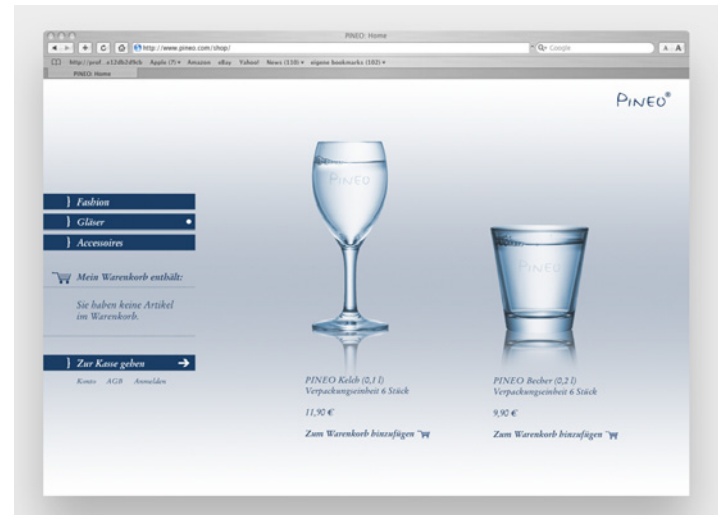 PINEO: Home
http://www.pineo.com/shop/
Google
A A
Apple (7) Amazon eBay Yahoo! News (110) eigene bookmarks (102)
PINEO: Home
PINEO®
PINEO
PINEO
} Fashion
} Gläser
} Accessoires
Mein Warenkorb enthält:
Sie haben keine Artikel
im Warenkorb.
} Zur Kasse gehen
Konto AGB Anmelden
PINEO Kelch (0,1 l)
Verpackungseinheit 6 Stück
11,90 €
Zum Warenkorb hinzufügen
PINEO Becher (0,2 l)
Verpackungseinheit 6 Stück
9,90 €
Zum Warenkorb hinzufügen